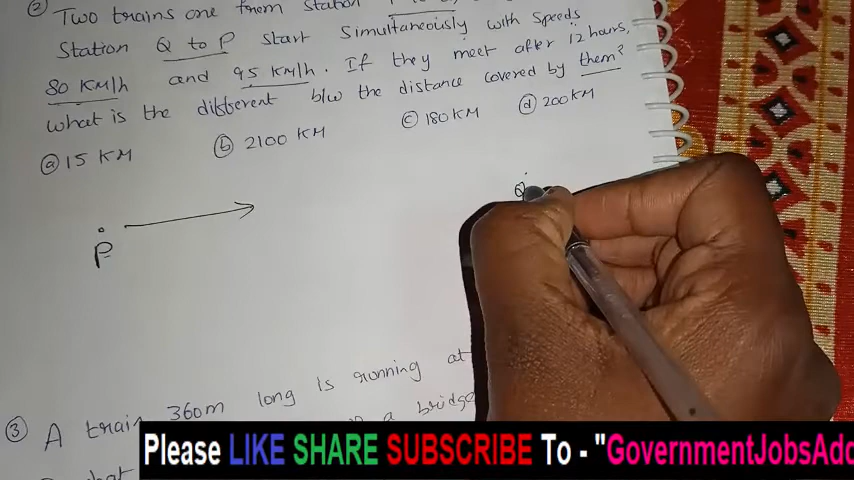 ② Two trains one from station
Station Q to P start Simultaneously with speeds
80 KM/h and 95 KM/h. If they meet after 12 hours,
what is the different b/w the distance covered by them?
ⓐ 15 KM ⓑ 2100 KM ⓒ 180 KM ⓓ 200 KM
Q
P
③ A train 360m long is running at
a bridge
Please LIKE SHARE SUBSCRIBE To - "GovernmentJobsAdd